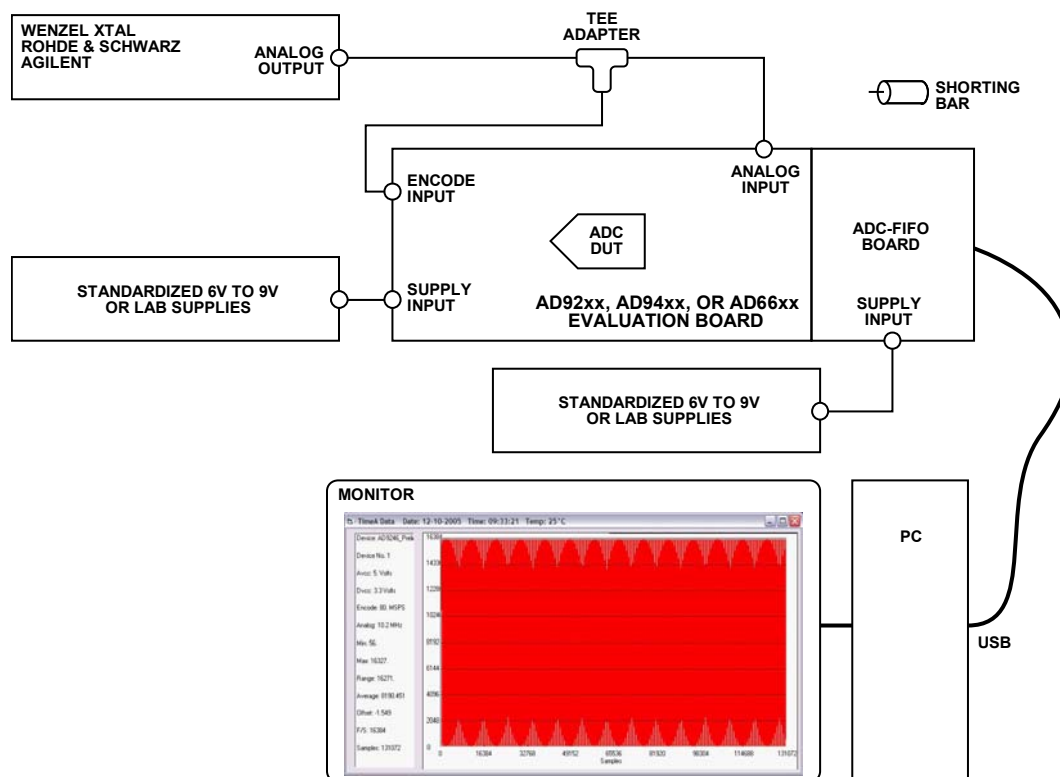 WENZEL XTAL
ROHDE & SCHWARZ
AGILENT
ANALOG
OUTPUT
TEE
ADAPTER
SHORTING
BAR
ENCODE
INPUT
ANALOG
INPUT
ADC
DUT
ADC-FIFO
BOARD
STANDARDIZED 6V TO 9V
OR LAB SUPPLIES
SUPPLY
INPUT
AD92xx, AD94xx, OR AD66xx
EVALUATION BOARD
SUPPLY
INPUT
STANDARDIZED 6V TO 9V
OR LAB SUPPLIES
MONITOR
TimeA Data Date: 12-10-2005 Time: 09:33:21 Temp: 25°C
Device: AD9246_Prelim
Device No. 1
Avcc: 5. Volts
Dvcc: 3.3 Volts
Encode: 80. MSPS
Analog: 10.2 MHz
Min: 56.
Max: 16327.
Range: 16271.
Average: 8190.451
Offset: -1.549
F/S: 16384
Samples: 131072
16384
14336
12288
10246
8192
6144
4096
2048
0
0 16384 32768 49152 65536 81920 98304 114688 131072
Samples
PC
USB